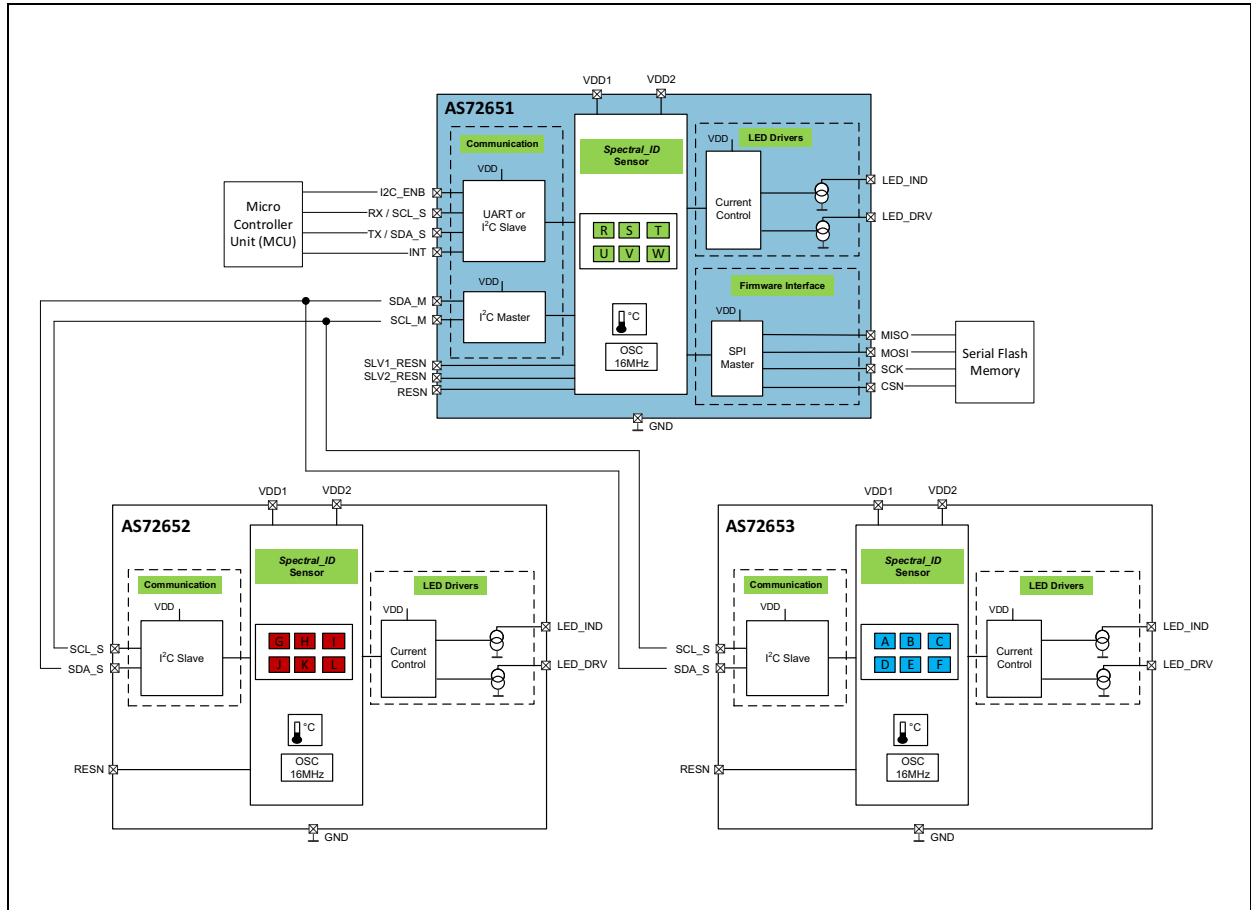 VDD1
VDD2
AS72651
Communication
Spectral_ID
Sensor
LED Drivers
VDD
VDD
Micro
Controller
Unit (MCU)
I2C_ENB
RX / SCL_S
TX / SDA_S
INT
UART or
I²C Slave
R S T
U V W
Current
Control
LED_IND
LED_DRV
VDD
SDA_M
SCL_M
I²C Master
°C
OSC
16MHz
SLV1_RESN
SLV2_RESN
RESN
Firmware Interface
VDD
SPI
Master
MISO
MOSI
SCK
CSN
Serial Flash
Memory
GND
VDD1
VDD2
AS72652
Spectral_ID
Sensor
Communication
LED Drivers
VDD
VDD
I²C Slave
G H I
J K L
Current
Control
LED_IND
LED_DRV
SCL_S
SDA_S
°C
OSC
16MHz
RESN
GND
VDD1
VDD2
AS72653
Spectral_ID
Sensor
Communication
LED Drivers
VDD
VDD
I²C Slave
A B C
D E F
Current
Control
LED_IND
LED_DRV
SCL_S
SDA_S
°C
OSC
16MHz
RESN
GND